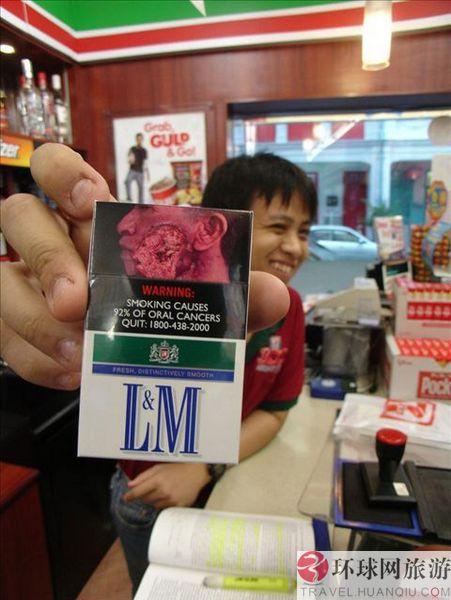 Grab
GULP
& Go!
zer
WARNING:
SMOKING CAUSES
92% OF ORAL CANCERS
QUIT: 1800-438-2000
FRESH, DISTINCTIVELY SMOOTH
L&M
Pock
环球网旅游
TRAVEL.HUANQIU.COM